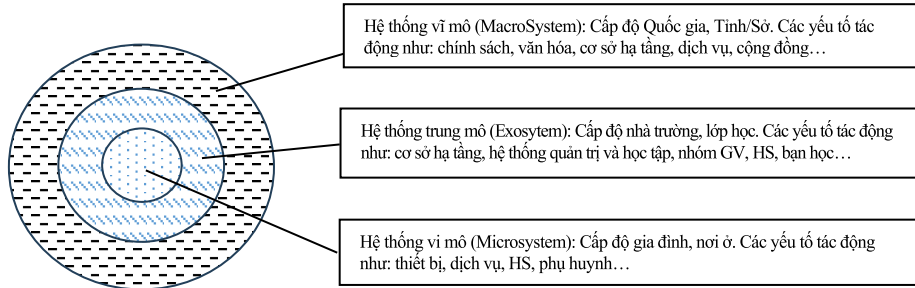 Hệ thống vĩ mô (MacroSystem): Cấp độ Quốc gia, Tỉnh/Sở. Các yếu tố tác
động như: chính sách, văn hóa, cơ sở hạ tầng, dịch vụ, cộng đồng…
Hệ thống trung mô (Exosytem): Cấp độ nhà trường, lớp học. Các yếu tố tác động
như: cơ sở hạ tầng, hệ thống quản trị và học tập, nhóm GV, HS, bạn học…
Hệ thống vi mô (Microsystem): Cấp độ gia đình, nơi ở. Các yếu tố tác động
như: thiết bị, dịch vụ, HS, phụ huynh…